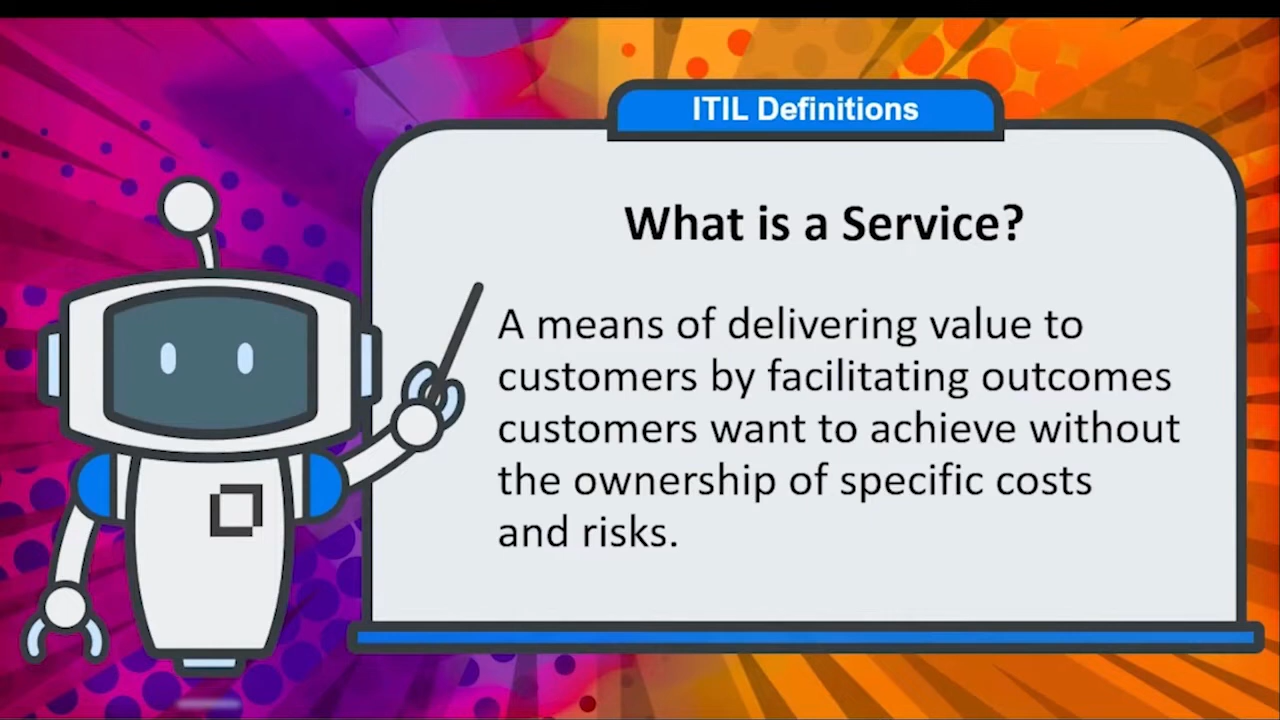 ITIL Definitions
What is a Service?
A means of delivering value to
customers by facilitating outcomes
customers want to achieve without
the ownership of specific costs
and risks.